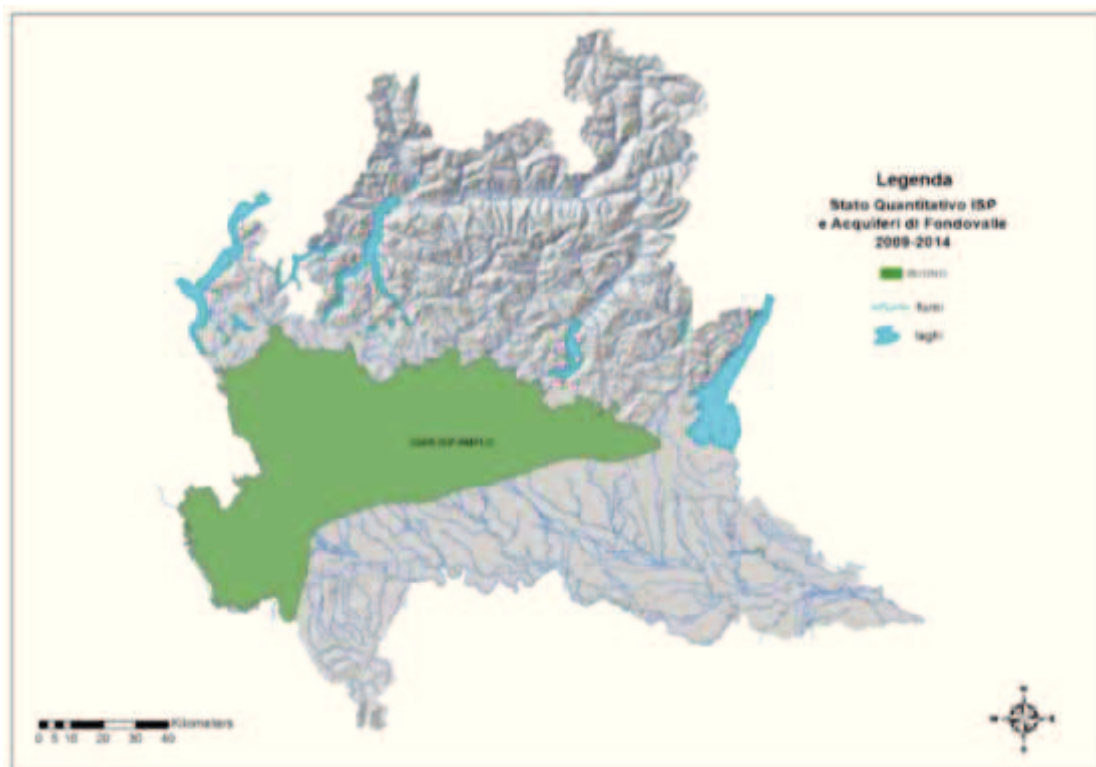 Legenda
Stato Quantitativo ISP
e Acquiferi di Fondovalle
2009-2014
fiumi
laghi
Kilometers
0 5 10 20 30 40